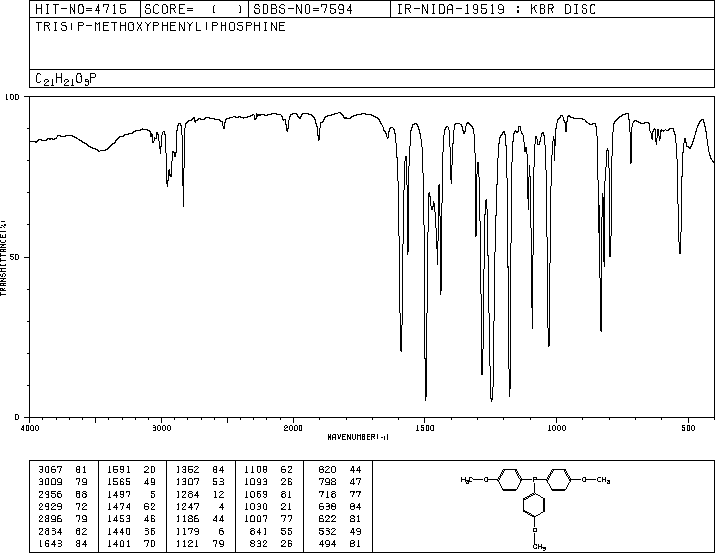 HIT-NO=4715 SCORE= ( ) SDBS-NO=7594 IR-NIDA-19519 : KBR DISC
TRIS(P-METHOXYPHENYL)PHOSPHINE
C21H21O3P
100
50
0
TRANSMITTANCE(%)
4000 3000 2000 1500 1000 500
WAVENUMBER(-1)
3067 81 1591 20 1352 84 1108 62 820 44
3009 79 1565 49 1307 53 1093 26 798 47
2956 68 1497 5 1284 12 1069 81 718 77
2929 72 1474 62 1247 4 1030 21 638 84
2896 79 1453 46 1186 44 1007 77 622 81
2834 62 1440 36 1179 6 841 55 532 49
1643 84 1401 70 1121 79 832 26 494 81
H3C O P O CH3
O
CH3